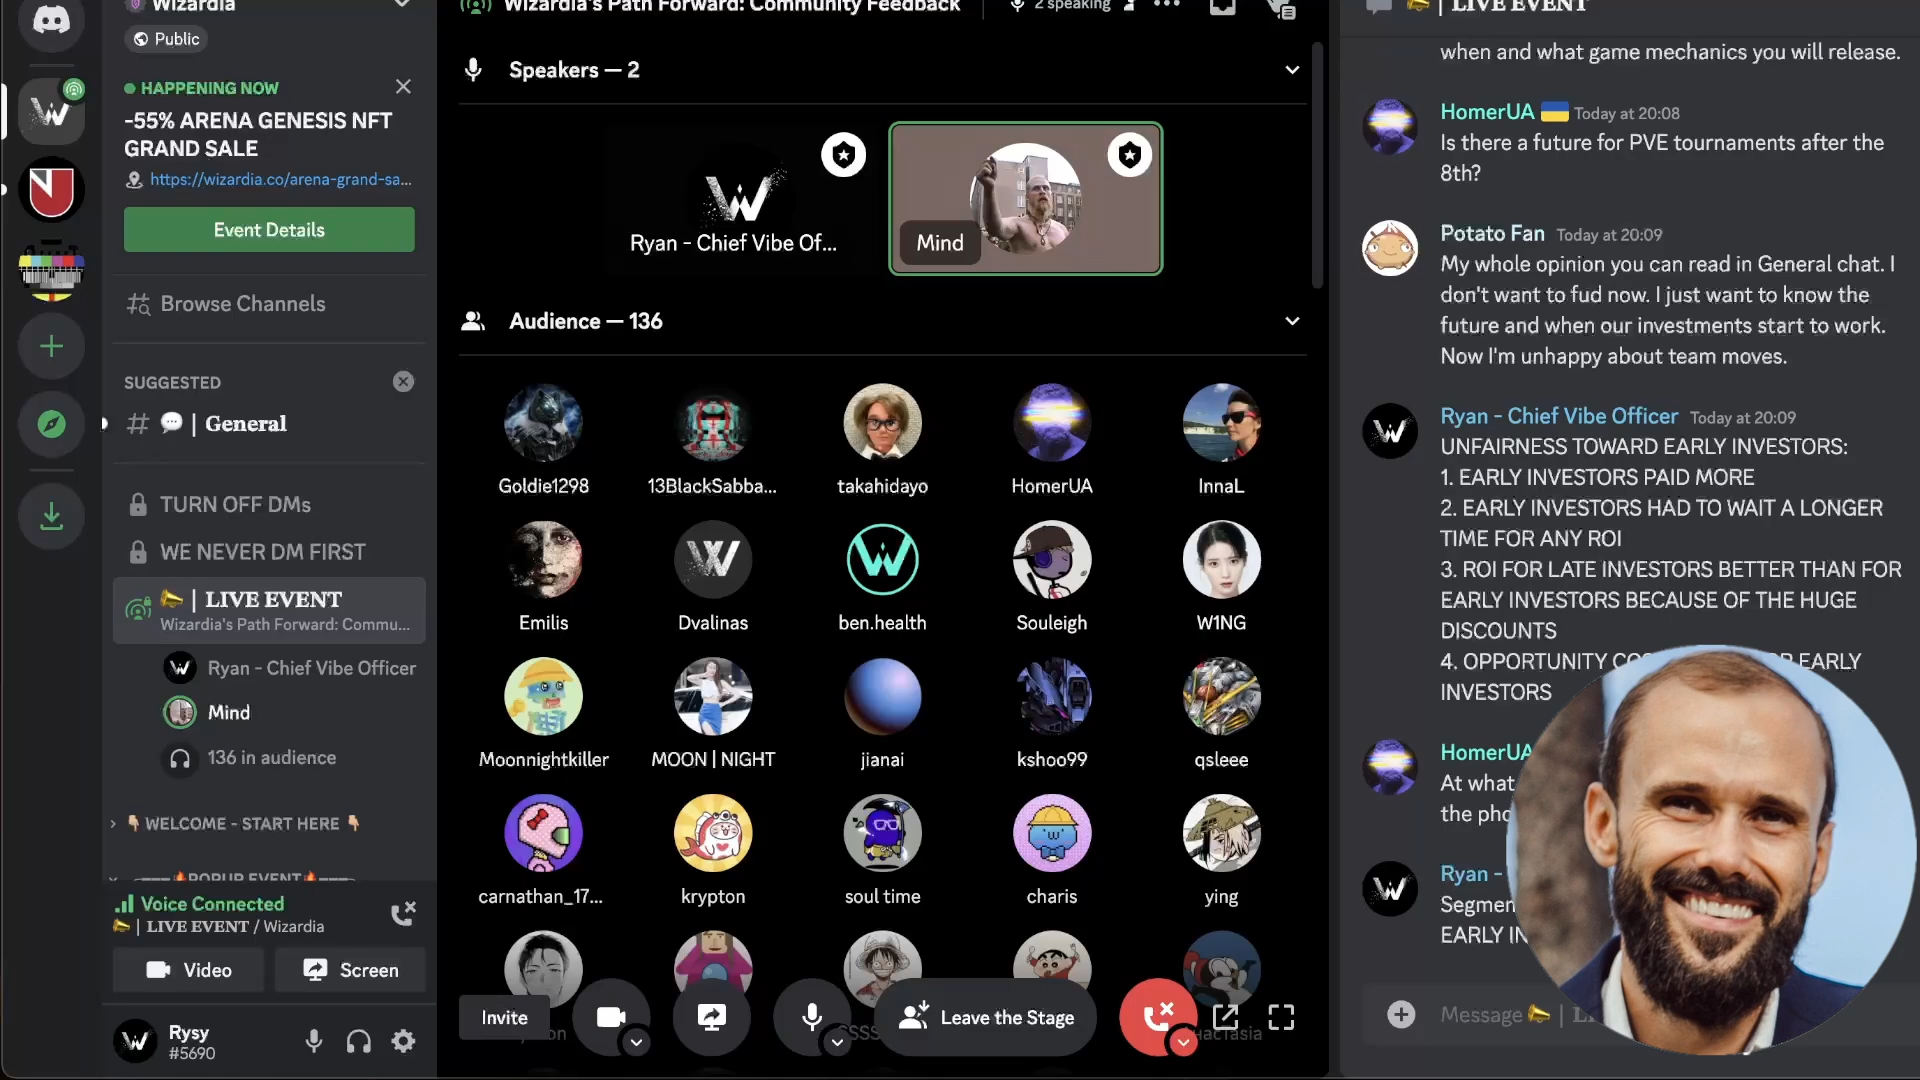 Wizardia
Public
HAPPENING NOW
-55% ARENA GENESIS NFT
GRAND SALE
https://wizardia.co/arena-grand-sa...
Event Details
Browse Channels
SUGGESTED
# 💬 | General
TURN OFF DMs
WE NEVER DM FIRST
| LIVE EVENT
Wizardia's Path Forward: Commu...
Ryan - Chief Vibe Officer
Mind
136 in audience
WELCOME - START HERE
POPUP EVENT
Voice Connected
| LIVE EVENT / Wizardia
Video
Screen
Rysy
#5690
Wizardia's Path Forward: Community Feedback
2 speaking
Speakers — 2
Ryan - Chief Vibe Of...
Mind
Audience — 136
Goldie1298
13BlackSabba...
takahidayo
HomerUA
InnaL
Emilis
Dvalinas
ben.health
Souleigh
W1NG
Moonnightkiller
MOON | NIGHT
jianai
kshoo99
qsleee
carnathan_17...
krypton
soul time
charis
ying
Invite
Leave the Stage
| LIVE EVENT
when and what game mechanics you will release.
HomerUA Today at 20:08
Is there a future for PVE tournaments after the
8th?
Potato Fan Today at 20:09
My whole opinion you can read in General chat. I
don't want to fud now. I just want to know the
future and when our investments start to work.
Now I'm unhappy about team moves.
Ryan - Chief Vibe Officer Today at 20:09
UNFAIRNESS TOWARD EARLY INVESTORS:
1. EARLY INVESTORS PAID MORE
2. EARLY INVESTORS HAD TO WAIT A LONGER
TIME FOR ANY ROI
3. ROI FOR LATE INVESTORS BETTER THAN FOR
EARLY INVESTORS BECAUSE OF THE HUGE
DISCOUNTS
4. OPPORTUNITY EARLY
INVESTORS
HomerUA
At what
the
Ryan -
EARLY
Message